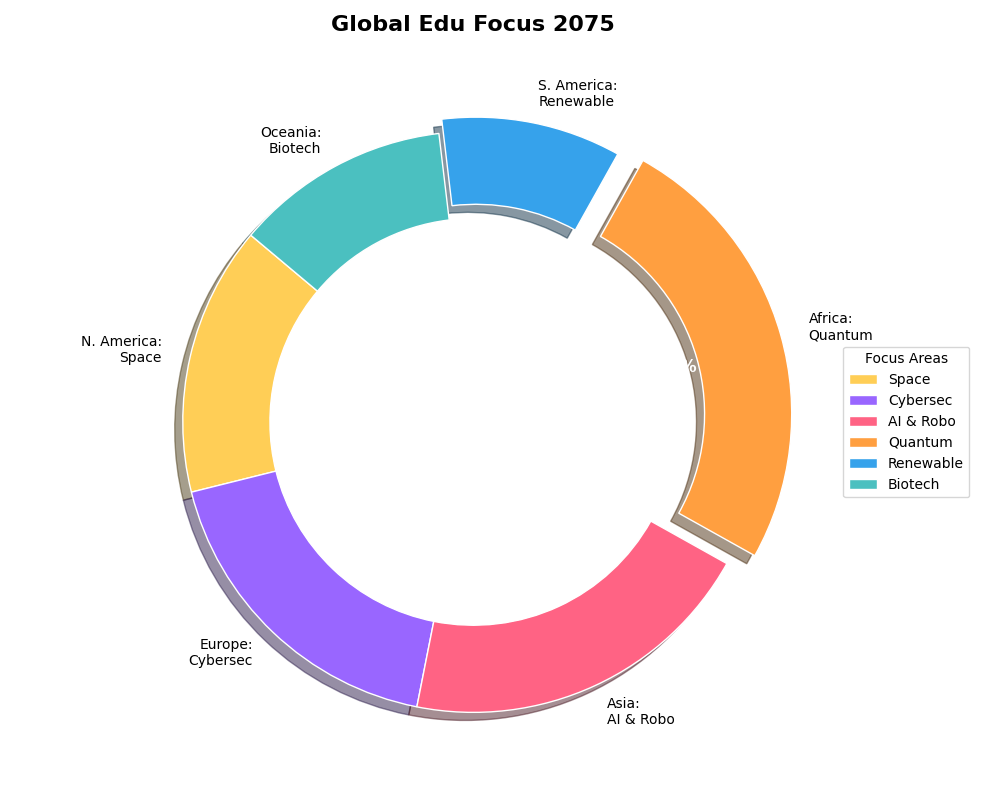 Global Edu Focus 2075
S. America:
Renewable
Oceania:
Biotech
Africa:
Quantum
N. America:
Space
%
Focus Areas
Space
Cybersec
AI & Robo
Quantum
Renewable
Biotech
Europe:
Cybersec
Asia:
AI & Robo